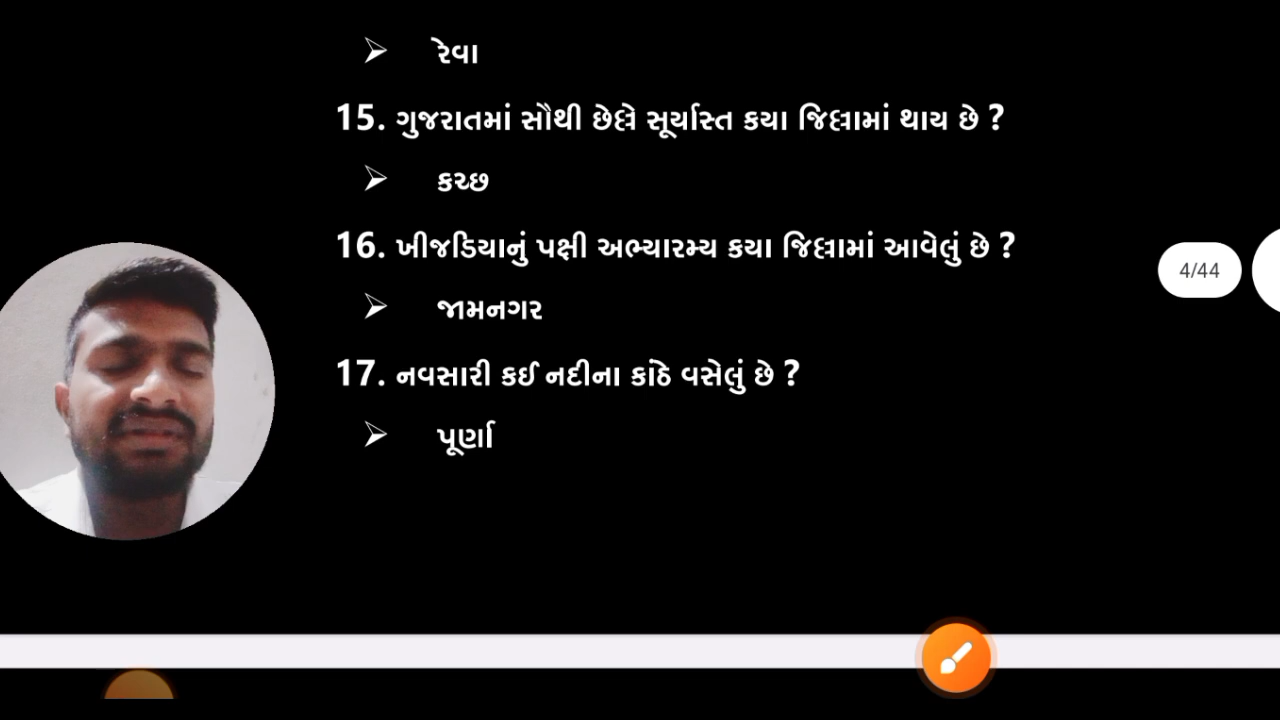 ➢ રેવા
15. ગુજરાતમાં સૌથી છેલ્લે સૂર્યાસ્ત કયા જિલ્લામાં થાય છે ?
➢ કચ્છ
16. ખીજડિયાનું પક્ષી અભ્યારમ્ય કયા જિલ્લામાં આવેલું છે ?
➢ જામનગર
4/44
17. નવસારી કઈ નદીના કાંઠે વસેલું છે ?
➢ પૂર્ણા